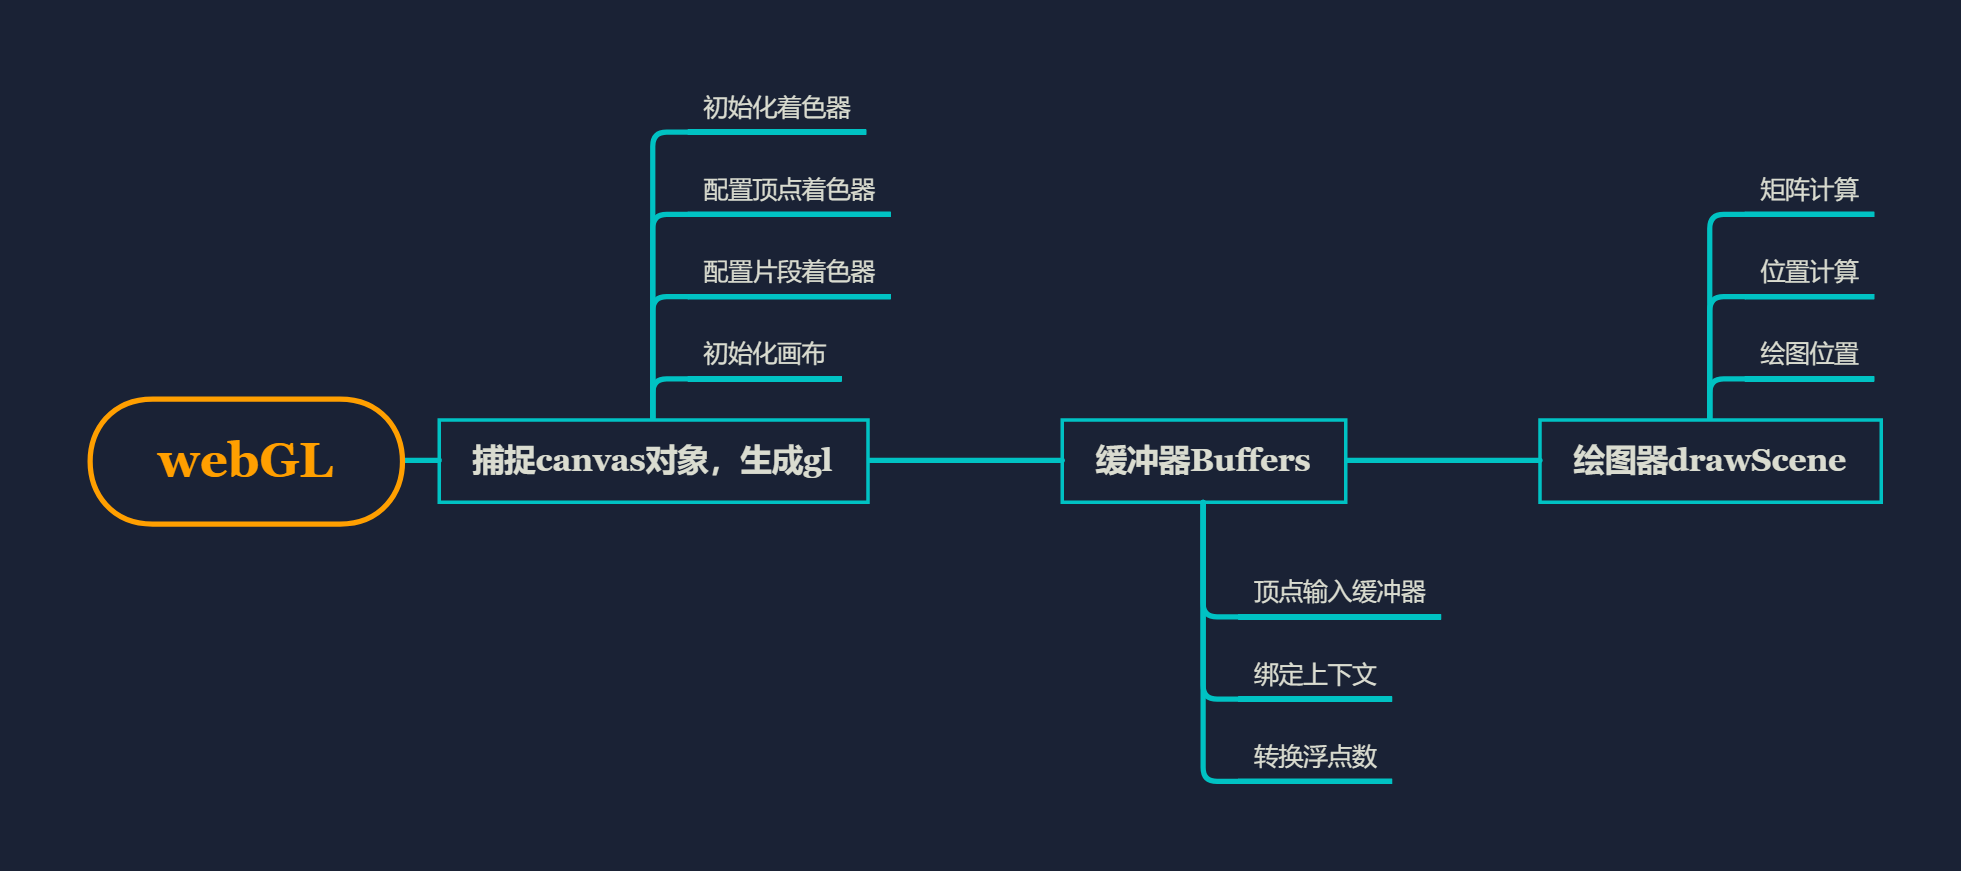 webGL
捕捉canvas对象，生成gl
初始化着色器
配置顶点着色器
配置片段着色器
初始化画布
缓冲器Buffers
顶点输入缓冲器
绑定上下文
转换浮点数
绘图器drawScene
矩阵计算
位置计算
绘图位置